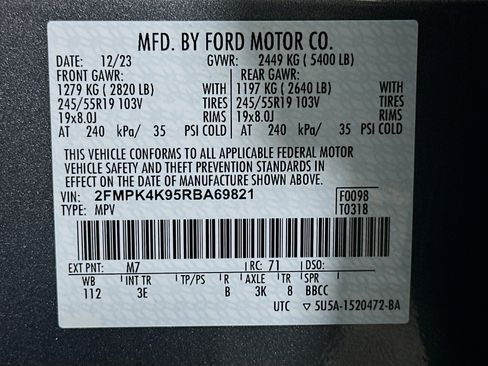 MFD. BY FORD MOTOR CO.
DATE: 12/23 GVWR: 2449 KG ( 5400 LB)
FRONT GAWR: REAR GAWR:
1279 KG ( 2820 LB) WITH 1197 KG ( 2640 LB) WITH
245/55R19 103V TIRES 245/55R19 103V TIRES
19x8.0J RIMS 19x8.0J RIMS
AT 240 kPa/ 35 PSI COLD AT 240 kPa/ 35 PSI COLD
THIS VEHICLE CONFORMS TO ALL APPLICABLE FEDERAL MOTOR
VEHICLE SAFETY AND THEFT PREVENTION STANDARDS IN
EFFECT ON THE DATE OF MANUFACTURE SHOWN ABOVE.
VIN: 2FMPK4K95RBA69821 F0098
TYPE: MPV T0318
EXT PNT: M7 RC: 71 DSO:
WB INT TR TP/PS R AXLE TR SPR
112 3E B 3K 8 BBCC
UTC ▽ 5U5A-1520472-BA